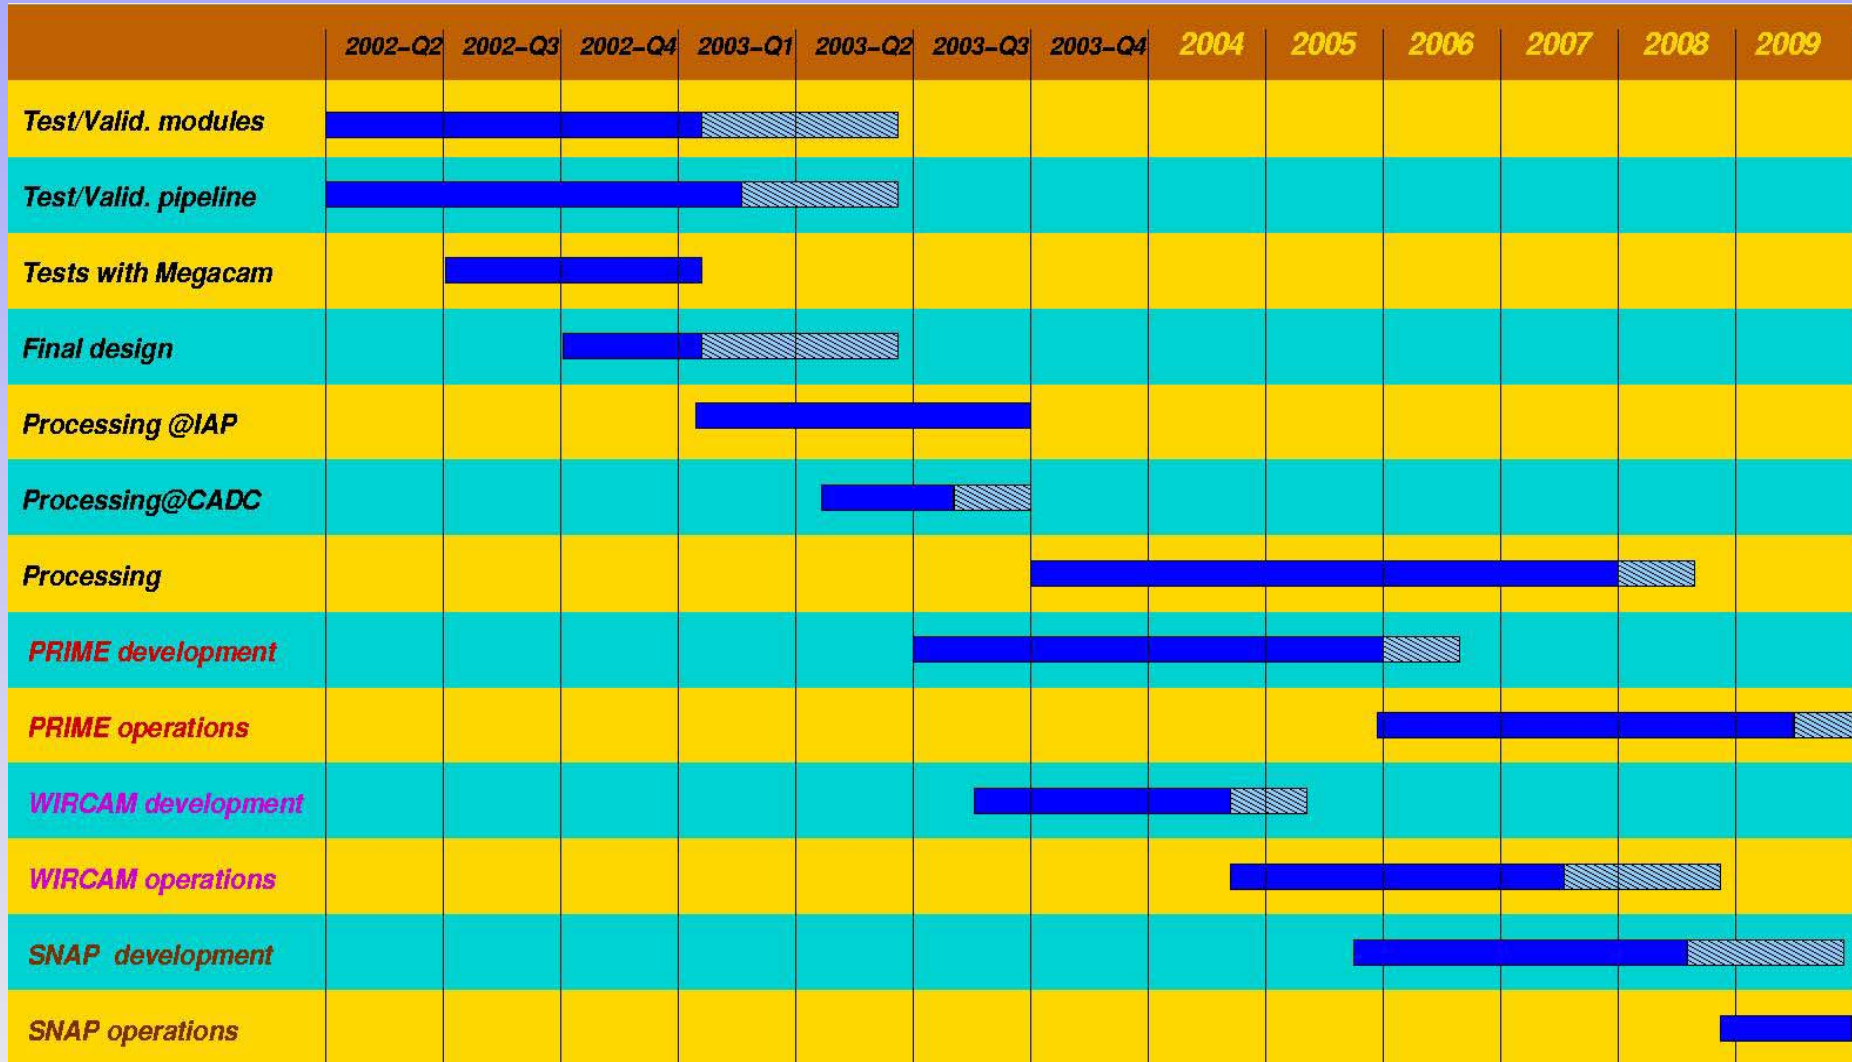 2002-Q2 2002-Q3 2002-Q4 2003-Q1 2003-Q2 2003-Q3 2003-Q4 2004 2005 2006 2007 2008 2009
Test/Valid. modules
Test/Valid. pipeline
Tests with Megacam
Final design
Processing @IAP
Processing@CADC
Processing
PRIME development
PRIME operations
WIRCAM development
WIRCAM operations
SNAP development
SNAP operations